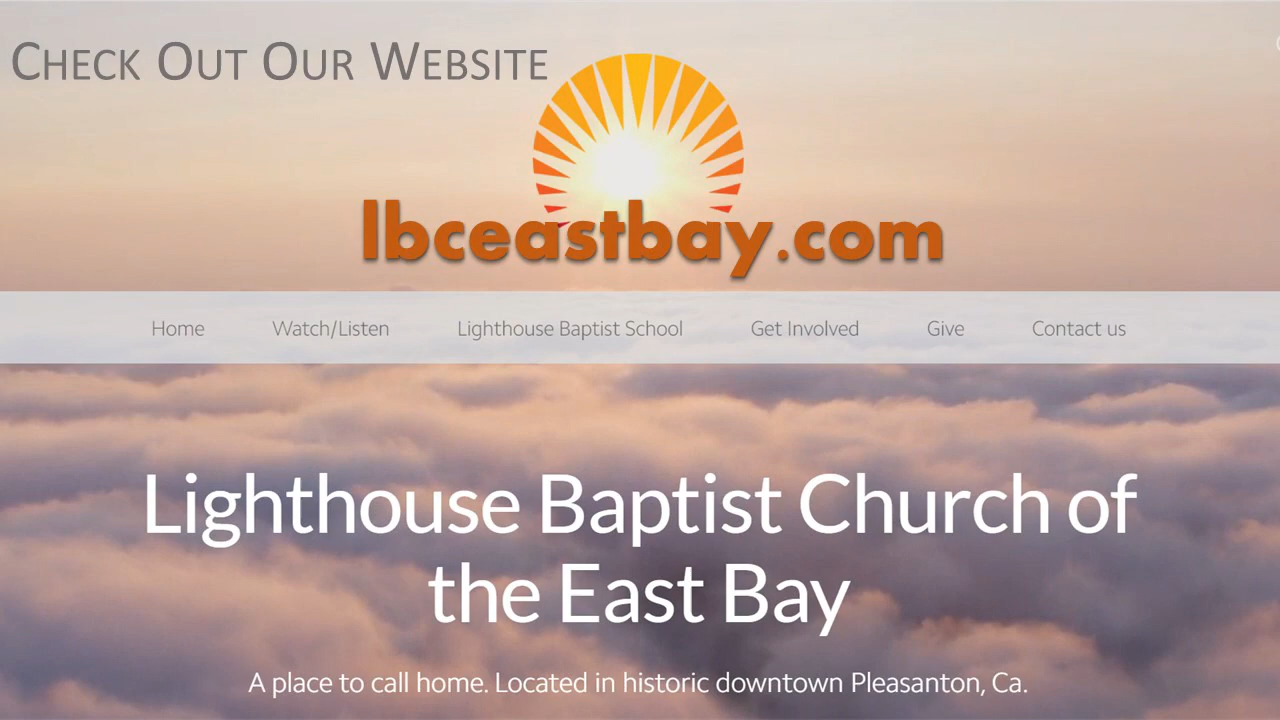 Check Out Our Website
lbceastbay.com
Home Watch/Listen Lighthouse Baptist School Get Involved Give Contact us
Lighthouse Baptist Church of
the East Bay
A place to call home. Located in historic downtown Pleasanton, Ca.